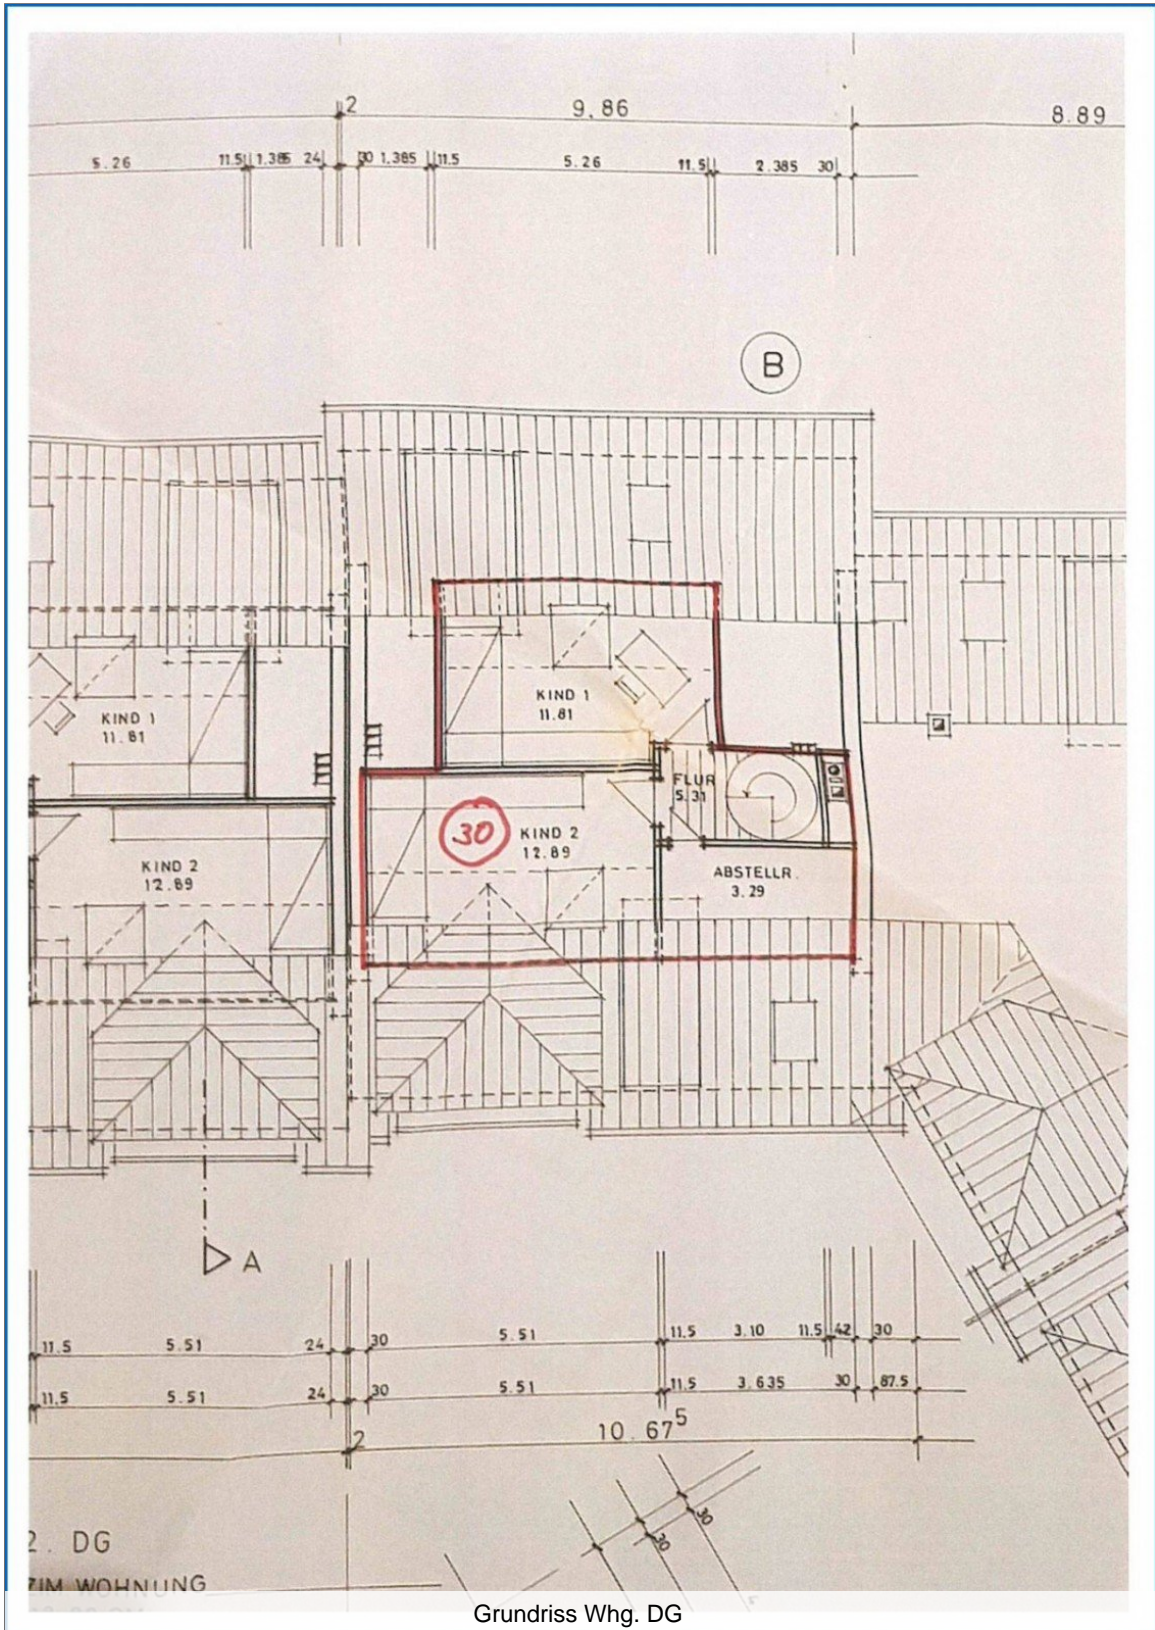 2 9.86 8.89
5.26 11.5 1.385 24 30 1.385 11.5 5.26 11.5 2.385 30
B
KIND 1
11.81
KIND 1
11.81
FLUR
5.31
30
KIND 2
12.89
KIND 2
12.89
ABSTELLR.
3.29
A
11.5 5.51 24 30 5.51 11.5 3.10 11.5 42 30
11.5 5.51 24 30 5.51 11.5 3.635 30 87.5
2 10.67⁵
30
30
2. DG
ZIM WOHNUNG
Grundriss Whg. DG